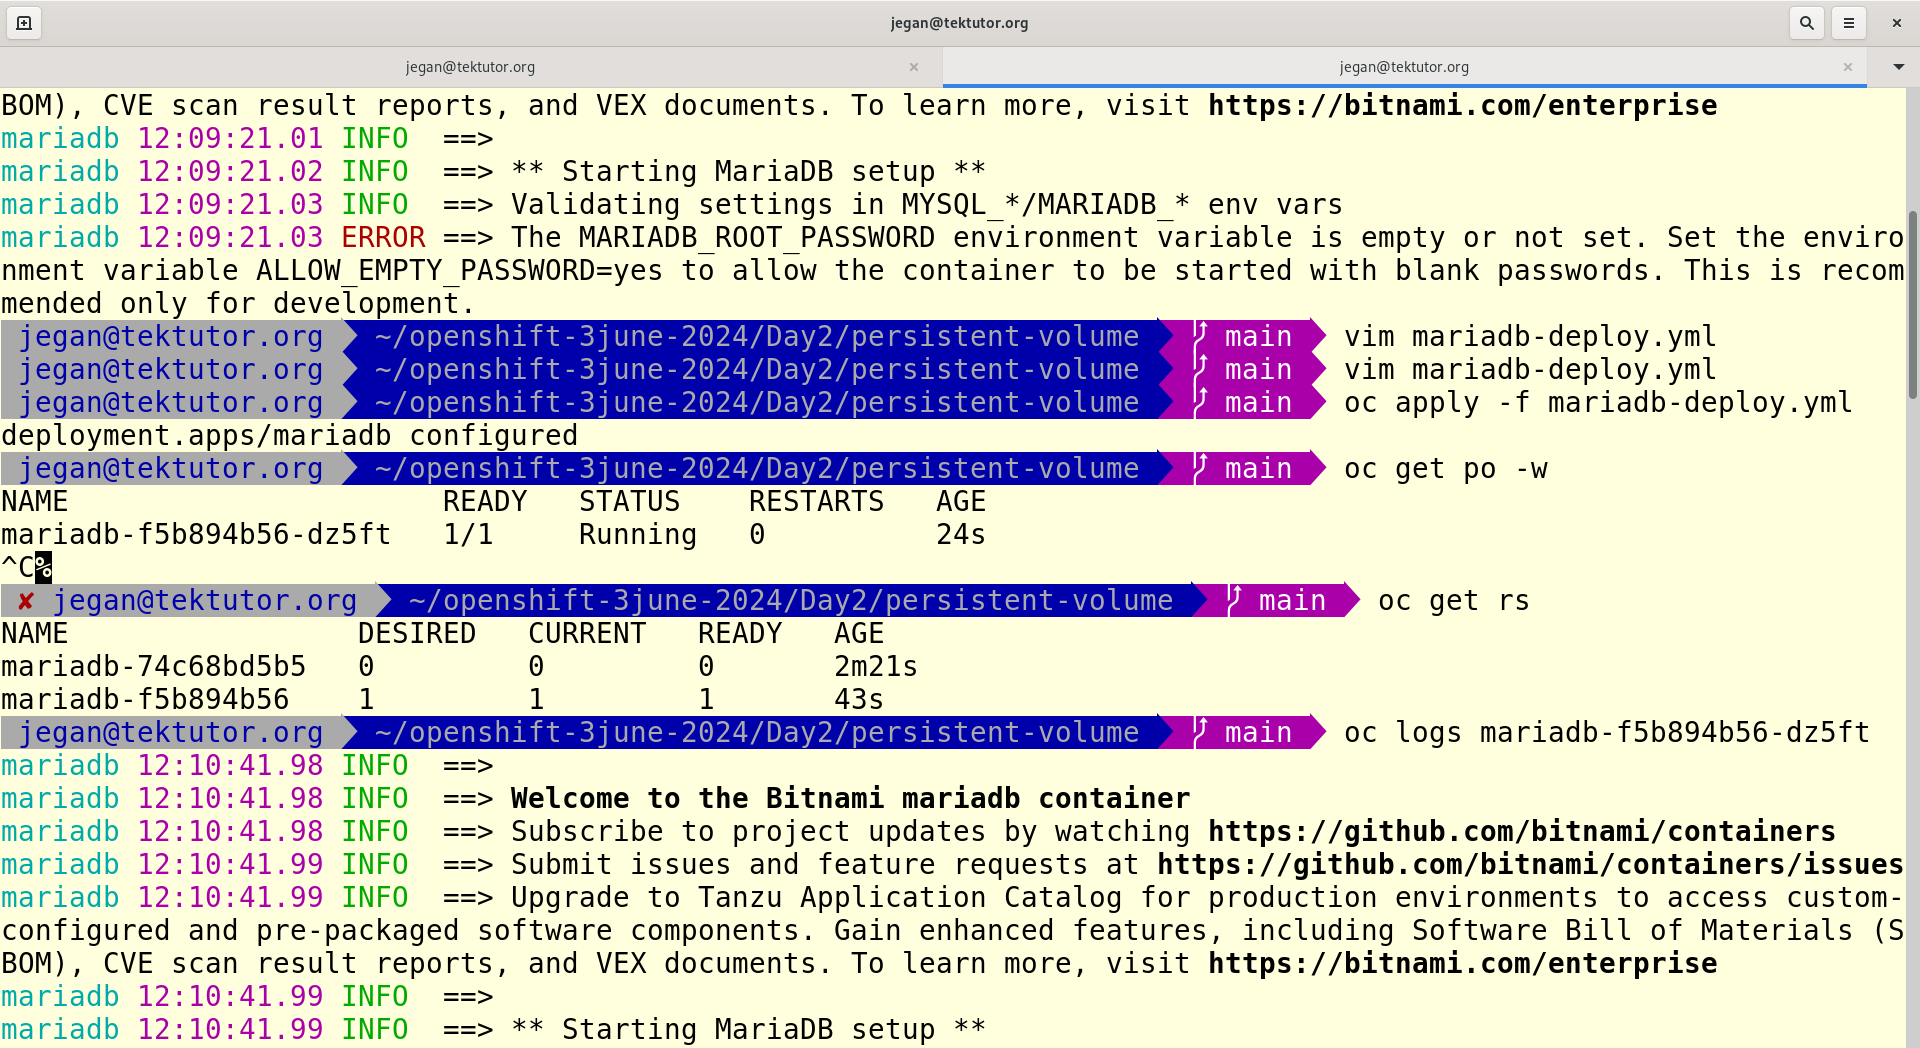 jegan@tektutor.org
jegan@tektutor.org
jegan@tektutor.org
BOM), CVE scan result reports, and VEX documents. To learn more, visit https://bitnami.com/enterprise
mariadb 12:09:21.01 INFO  ==>
mariadb 12:09:21.02 INFO  ==> ** Starting MariaDB setup **
mariadb 12:09:21.03 INFO  ==> Validating settings in MYSQL_*/MARIADB_* env vars
mariadb 12:09:21.03 ERROR ==> The MARIADB_ROOT_PASSWORD environment variable is empty or not set. Set the enviro
nment variable ALLOW_EMPTY_PASSWORD=yes to allow the container to be started with blank passwords. This is recom
mended only for development.
jegan@tektutor.org ~/openshift-3june-2024/Day2/persistent-volume main vim mariadb-deploy.yml
jegan@tektutor.org ~/openshift-3june-2024/Day2/persistent-volume main vim mariadb-deploy.yml
jegan@tektutor.org ~/openshift-3june-2024/Day2/persistent-volume main oc apply -f mariadb-deploy.yml
deployment.apps/mariadb configured
jegan@tektutor.org ~/openshift-3june-2024/Day2/persistent-volume main oc get po -w
NAME                      READY   STATUS    RESTARTS   AGE
mariadb-f5b894b56-dz5ft   1/1     Running   0          24s
^C%
✘ jegan@tektutor.org ~/openshift-3june-2024/Day2/persistent-volume main oc get rs
NAME                 DESIRED   CURRENT   READY   AGE
mariadb-74c68bd5b5   0         0         0       2m21s
mariadb-f5b894b56    1         1         1       43s
jegan@tektutor.org ~/openshift-3june-2024/Day2/persistent-volume main oc logs mariadb-f5b894b56-dz5ft
mariadb 12:10:41.98 INFO  ==>
mariadb 12:10:41.98 INFO  ==> Welcome to the Bitnami mariadb container
mariadb 12:10:41.98 INFO  ==> Subscribe to project updates by watching https://github.com/bitnami/containers
mariadb 12:10:41.99 INFO  ==> Submit issues and feature requests at https://github.com/bitnami/containers/issues
mariadb 12:10:41.99 INFO  ==> Upgrade to Tanzu Application Catalog for production environments to access custom-
configured and pre-packaged software components. Gain enhanced features, including Software Bill of Materials (S
BOM), CVE scan result reports, and VEX documents. To learn more, visit https://bitnami.com/enterprise
mariadb 12:10:41.99 INFO  ==>
mariadb 12:10:41.99 INFO  ==> ** Starting MariaDB setup **